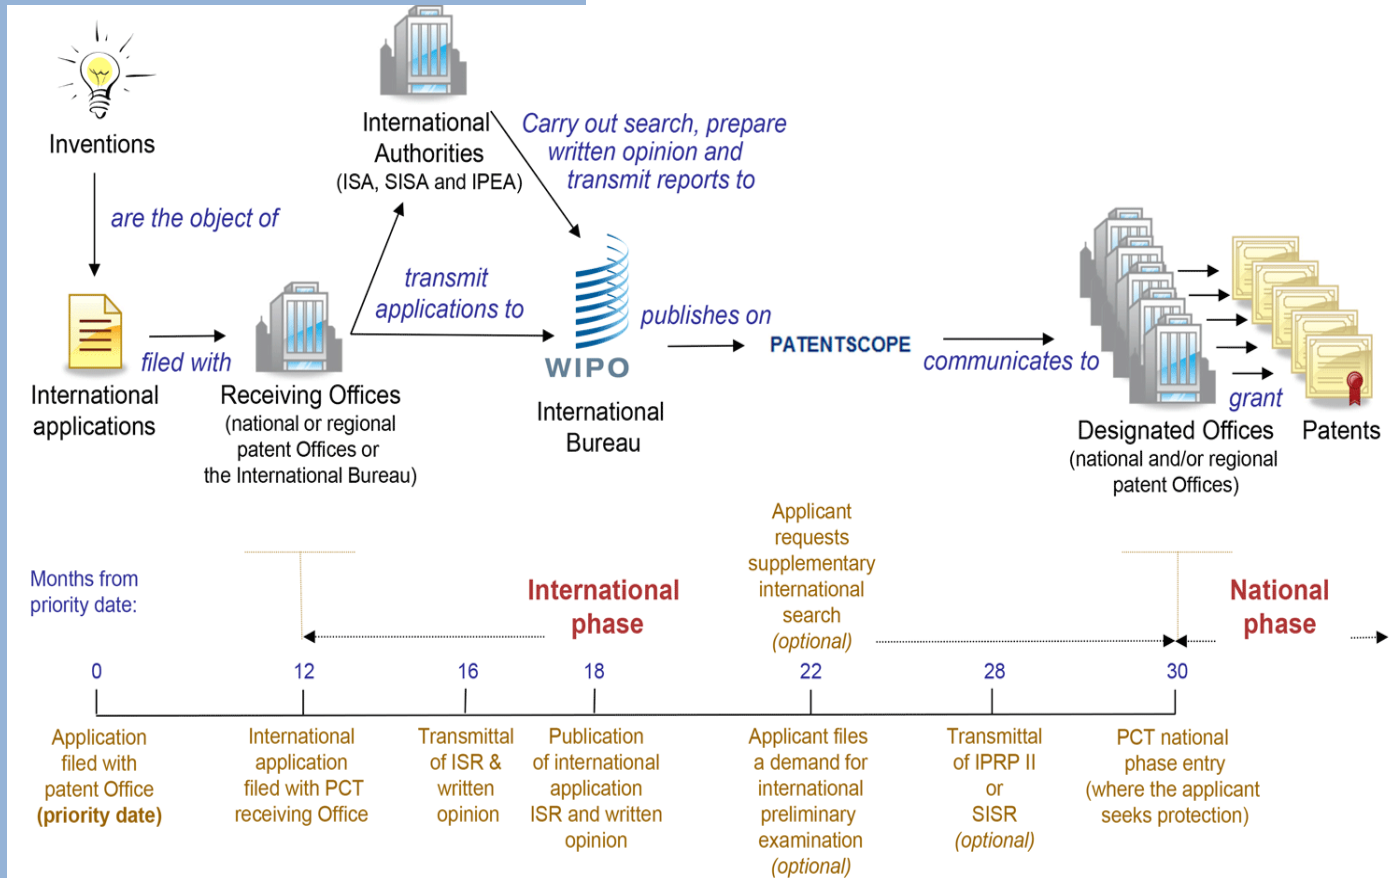 Inventions
are the object of
International
applications
filed with
Receiving Offices
(national or regional
patent Offices or
the International Bureau)
International
Authorities
(ISA, SISA and IPEA)
transmit
applications to
Carry out search, prepare
written opinion and
transmit reports to
WIPO
International
Bureau
publishes on
PATENTSCOPE
communicates to
Designated Offices
(national and/or regional
patent Offices)
grant
Patents
Months from
priority date:
International
phase
Applicant
requests
supplementary
international
search
(optional)
National
phase
0
12
16
18
22
28
30
Application
filed with
patent Office
(priority date)
International
application
filed with PCT
receiving Office
Transmittal
of ISR &
written
opinion
Publication
of international
application
ISR and written
opinion
Applicant files
a demand for
international
preliminary
examination
(optional)
Transmittal
of IPRP II
or
SISR
(optional)
PCT national
phase entry
(where the applicant
seeks protection)